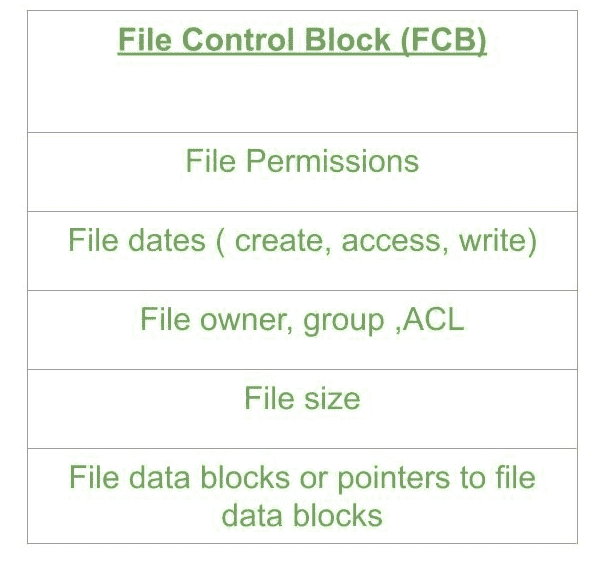 File Control Block (FCB)
File Permissions
File dates ( create, access, write)
File owner, group ,ACL
File size
File data blocks or pointers to file
data blocks